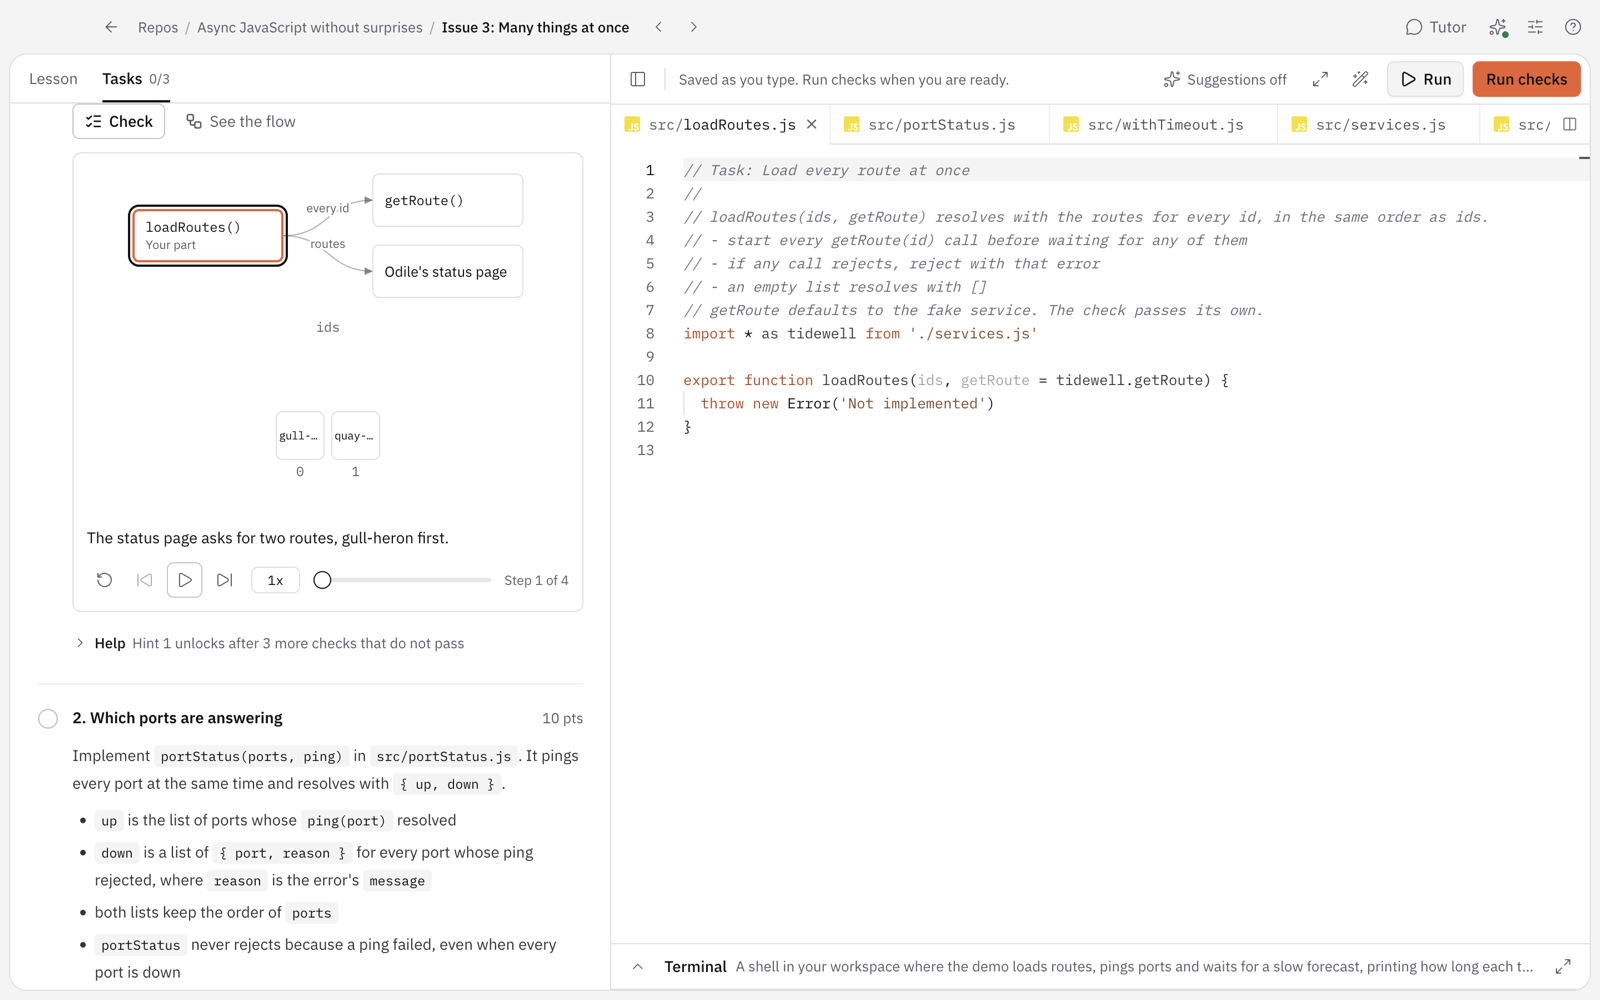 Repos / Async JavaScript without surprises / Issue 3: Many things at once
Tutor
Lesson
Tasks 0/3
Check
See the flow
loadRoutes()
Your part
every id
routes
getRoute()
Odile's status page
ids
gull-…
quay-…
0
1
The status page asks for two routes, gull-heron first.
1x
Step 1 of 4
Help Hint 1 unlocks after 3 more checks that do not pass
2. Which ports are answering
10 pts
Implement portStatus(ports, ping) in src/portStatus.js . It pings
every port at the same time and resolves with { up, down } .
• up is the list of ports whose ping(port) resolved
• down is a list of { port, reason } for every port whose ping
rejected, where reason is the error's message
• both lists keep the order of ports
• portStatus never rejects because a ping failed, even when every
port is down
Saved as you type. Run checks when you are ready.
Suggestions off
Run
Run checks
JS src/loadRoutes.js
JS src/portStatus.js
JS src/withTimeout.js
JS src/services.js
JS src/
1 // Task: Load every route at once
2 //
3 // loadRoutes(ids, getRoute) resolves with the routes for every id, in the same order as ids.
4 // - start every getRoute(id) call before waiting for any of them
5 // - if any call rejects, reject with that error
6 // - an empty list resolves with []
7 // getRoute defaults to the fake service. The check passes its own.
8 import * as tidewell from './services.js'
9
10 export function loadRoutes(ids, getRoute = tidewell.getRoute) {
11 throw new Error('Not implemented')
12 }
13
Terminal A shell in your workspace where the demo loads routes, pings ports and waits for a slow forecast, printing how long each t...